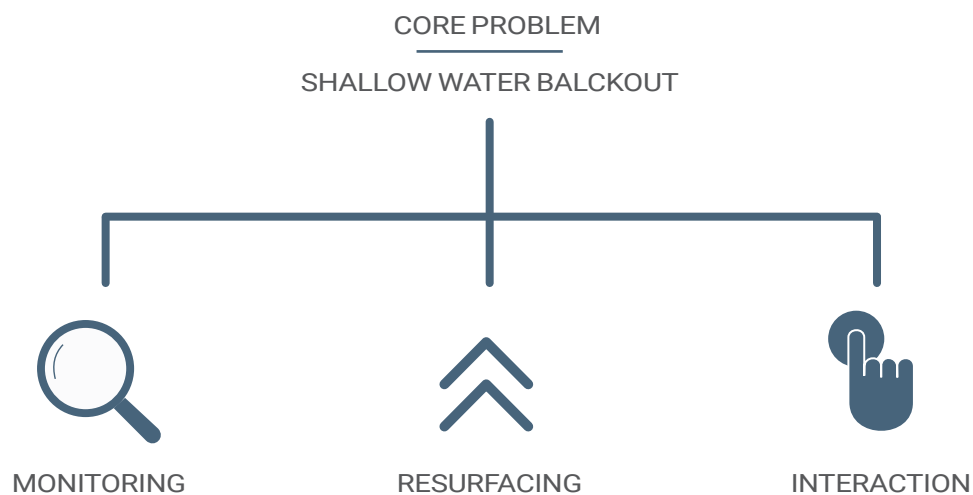 CORE PROBLEM
SHALLOW WATER BALCKOUT
MONITORING
RESURFACING
INTERACTION